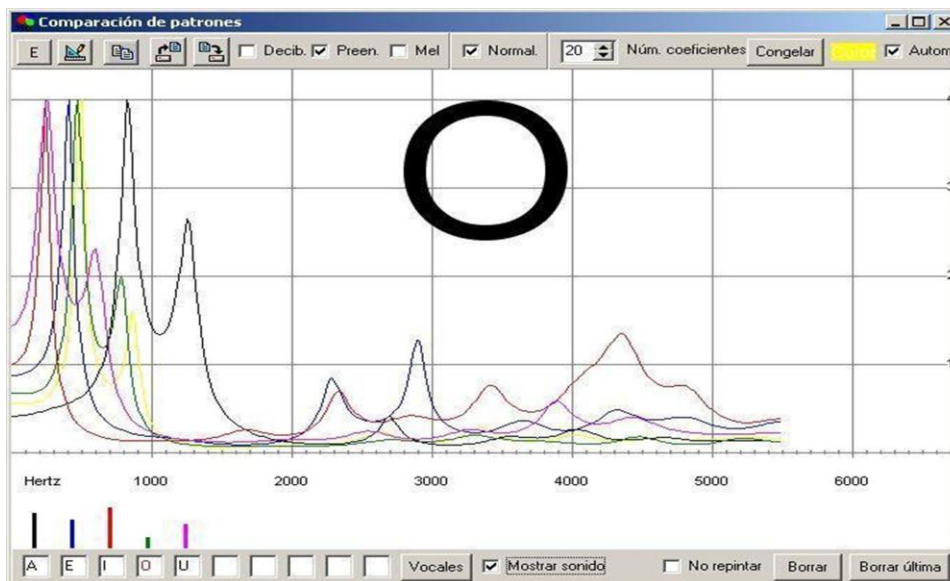 Comparación de patrones
E Decib. Preen. Mel Normal. 20 Núm. coeficientes Congelar Color Autom
O
Hertz 1000 2000 3000 4000 5000 6000
A E I O U Vocales Mostrar sonido No repintar Borrar Borrar última